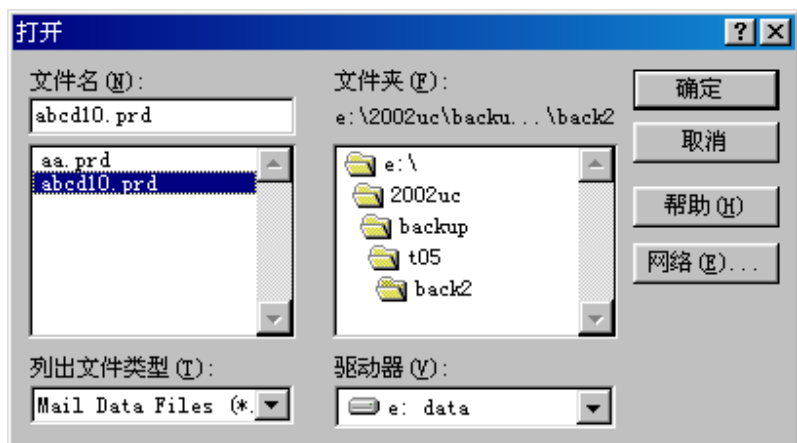 打开
文件名(N):
abcd10.prd
aa.prd
abcd10.prd
列出文件类型(T):
Mail Data Files (*.
文件夹(F):
e:\2002uc\backu...\back2
e:\
2002uc
backup
t05
back2
驱动器(V):
e: data
确定
取消
帮助(H)
网络(E)...